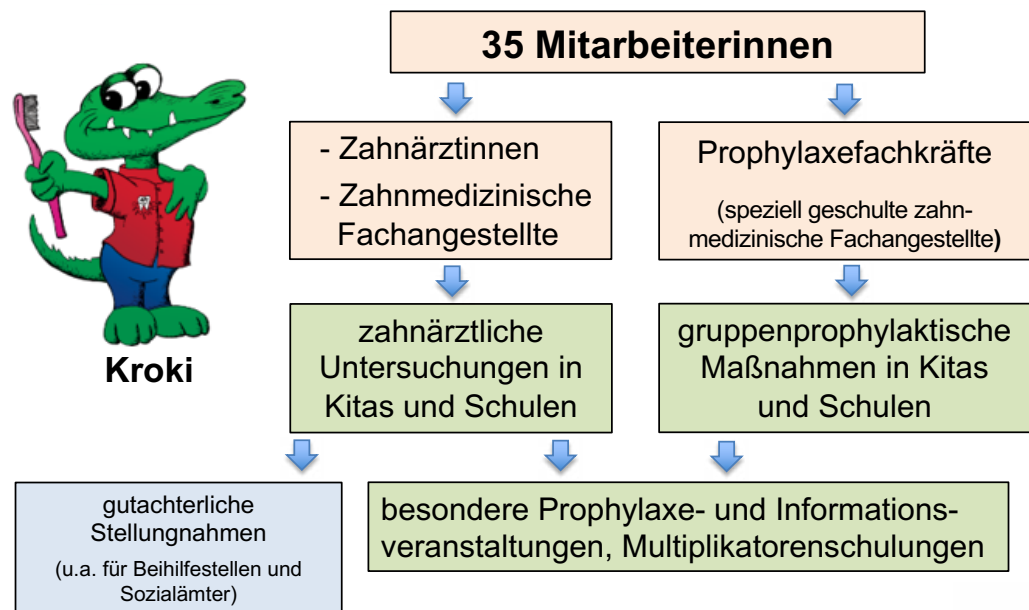 35 Mitarbeiterinnen
- Zahnärztinnen
- Zahnmedizinische
Fachangestellte
Prophylaxefachkräfte
(speziell geschulte zahn-
medizinische Fachangestellte)
Kroki
zahnärztliche
Untersuchungen in
Kitas und Schulen
gruppenprophylaktische
Maßnahmen in Kitas
und Schulen
gutachterliche
Stellungnahmen
(u.a. für Beihilfestellen und
Sozialämter)
besondere Prophylaxe- und Informations-
veranstaltungen, Multiplikatorenschulungen